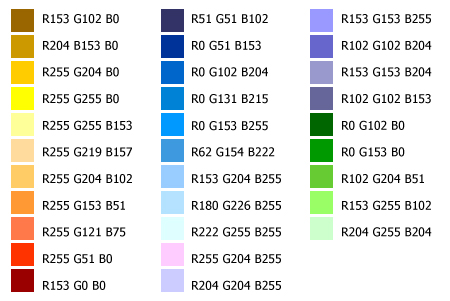 R153 G102 B0
R204 B153 B0
R255 G204 B0
R255 G255 B0
R255 G255 B153
R255 G219 B157
R255 G204 B102
R255 G153 B51
R255 G121 B75
R255 G51 B0
R153 G0 B0
R51 G51 B102
R0 G51 B153
R0 G102 B204
R0 G131 B215
R0 G153 B255
R62 G154 B222
R153 G204 B255
R180 G226 B255
R222 G255 B255
R255 G204 B255
R204 G204 B255
R153 G153 B255
R102 G102 B204
R153 G153 B204
R102 G102 B153
R0 G102 B0
R0 G153 B0
R102 G204 B51
R153 G255 B102
R204 G255 B204